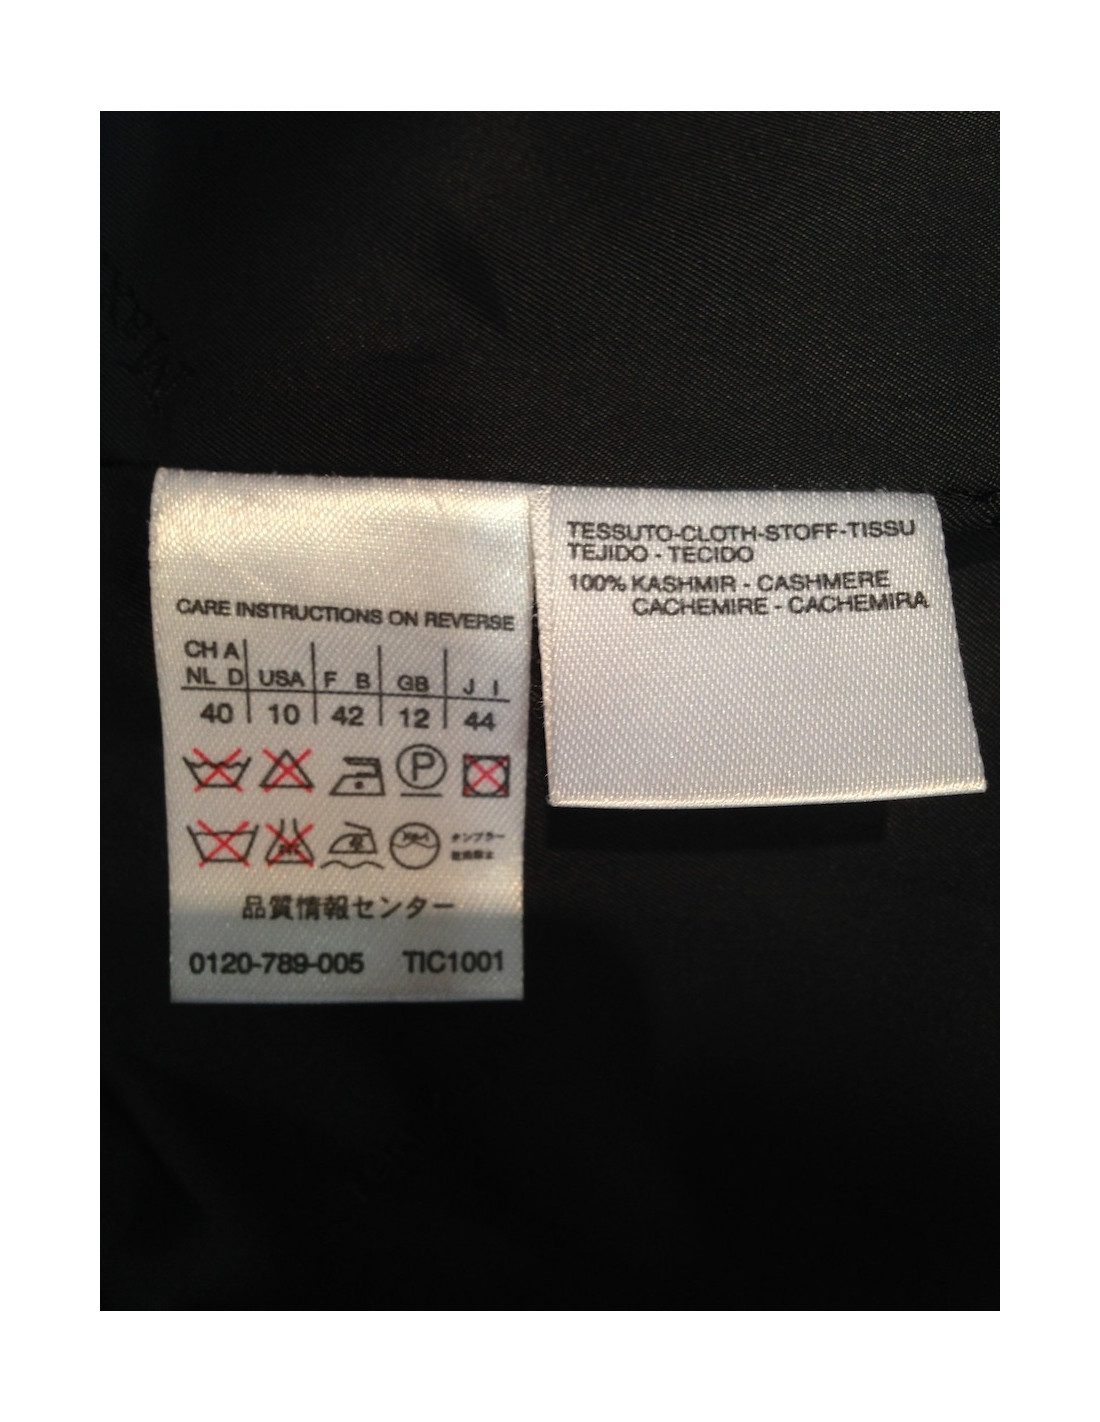 CARE INSTRUCTIONS ON REVERSE
CH A
NL D USA F B GB J I
40 10 42 12 44
P
品質情報センター
0120-789-005 TIC1001
TESSUTO-CLOTH-STOFF-TISSU
TEJIDO - TECIDO
100% KASHMIR - CASHMERE
CACHEMIRE - CACHEMIRA